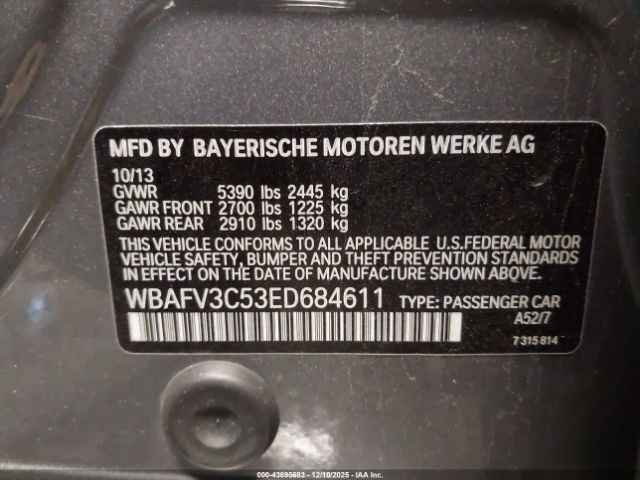 MFD BY BAYERISCHE MOTOREN WERKE AG
10/13
GVWR 5390 lbs 2445 kg
GAWR FRONT 2700 lbs 1225 kg
GAWR REAR 2910 lbs 1320 kg
THIS VEHICLE CONFORMS TO ALL APPLICABLE U.S.FEDERAL MOTOR
VEHICLE SAFETY, BUMPER AND THEFT PREVENTION STANDARDS
IN EFFECT ON THE DATE OF MANUFACTURE SHOWN ABOVE.
WBAFV3C53ED684611 TYPE: PASSENGER CAR
A52/7
7 315 814
000-43895683 - 12/10/2025 - IAA Inc.